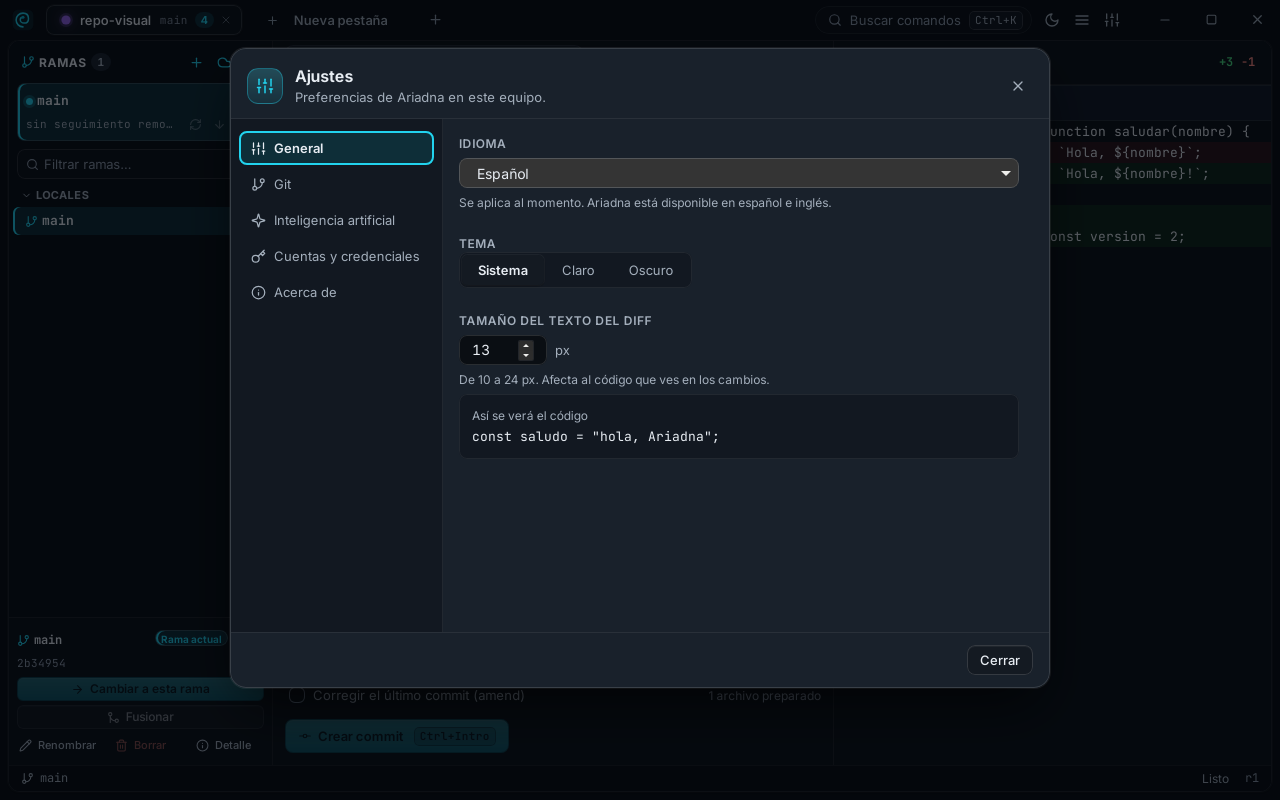 repo-visual main 4
Nueva pestaña
Buscar comandos Ctrl+K
RAMAS 1
main
sin seguimiento remo…
Filtrar ramas...
LOCALES
main
main Rama actual
2b34954
Cambiar a esta rama
Fusionar
Renombrar Borrar Detalle
Ajustes
Preferencias de Ariadna en este equipo.
General
Git
Inteligencia artificial
Cuentas y credenciales
Acerca de
IDIOMA
Español
Se aplica al momento. Ariadna está disponible en español e inglés.
TEMA
Sistema Claro Oscuro
TAMAÑO DEL TEXTO DEL DIFF
13 px
De 10 a 24 px. Afecta al código que ves en los cambios.
Así se verá el código
const saludo = "hola, Ariadna";
Cerrar
Corregir el último commit (amend) 1 archivo preparado
Crear commit Ctrl+Intro
+3 -1
unction saludar(nombre) {
`Hola, ${nombre}`;
`Hola, ${nombre}!`;
onst version = 2;
main
Listo r1